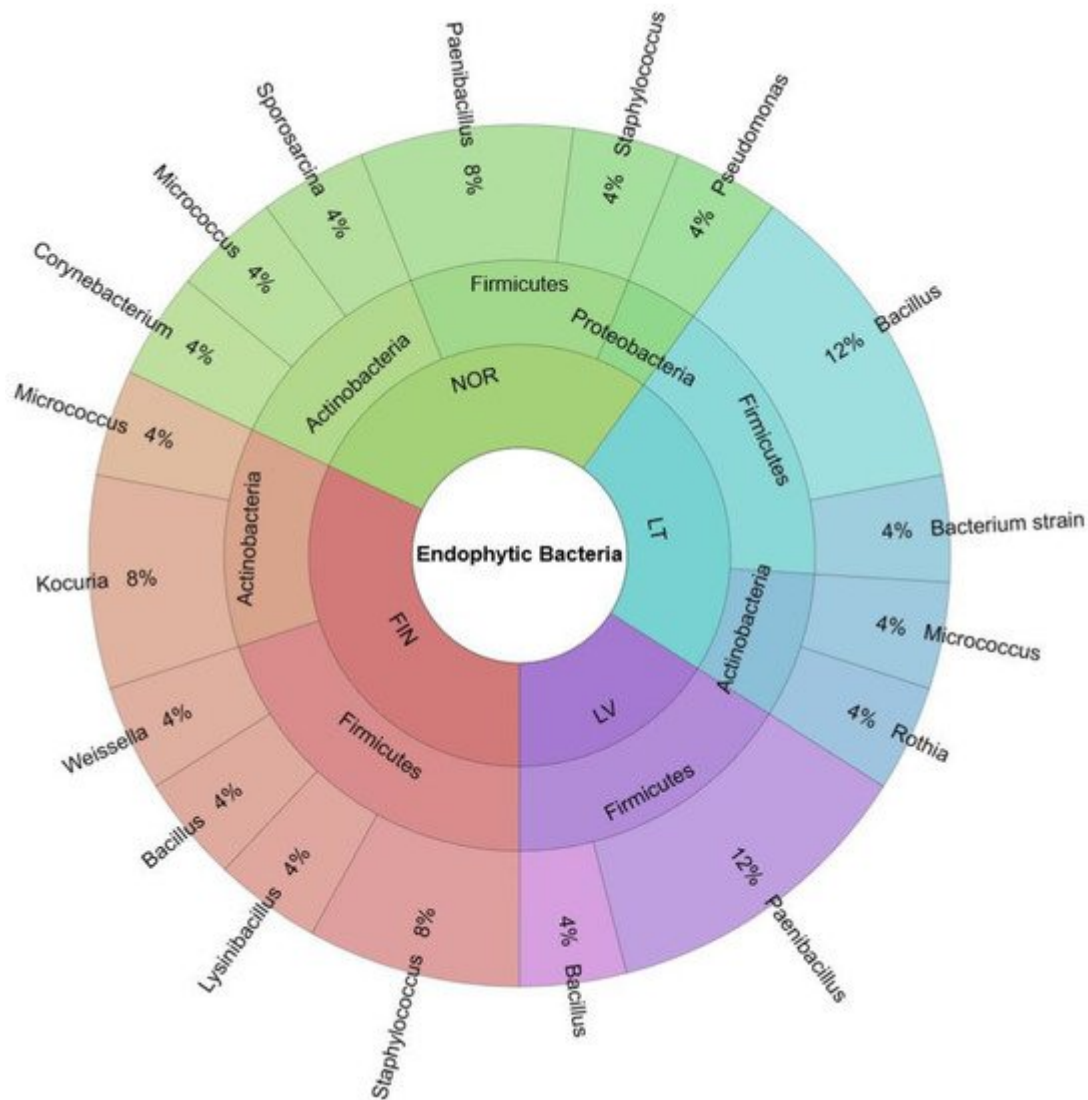 Endophytic Bacteria
NOR
Actinobacteria
Corynebacterium 4%
Micrococcus 4%
Sporosarcina 4%
Firmicutes
Paenibacillus 8%
4% Staphylococcus
Proteobacteria
4% Pseudomonas
LT
Firmicutes
12% Bacillus
4% Bacterium strain
Actinobacteria
4% Micrococcus
4% Rothia
LV
Firmicutes
12% Paenibacillus
4% Bacillus
FIN
Firmicutes
Staphylococcus 8%
Lysinibacillus 4%
Bacillus 4%
Weissella 4%
Actinobacteria
Kocuria 8%
Micrococcus 4%